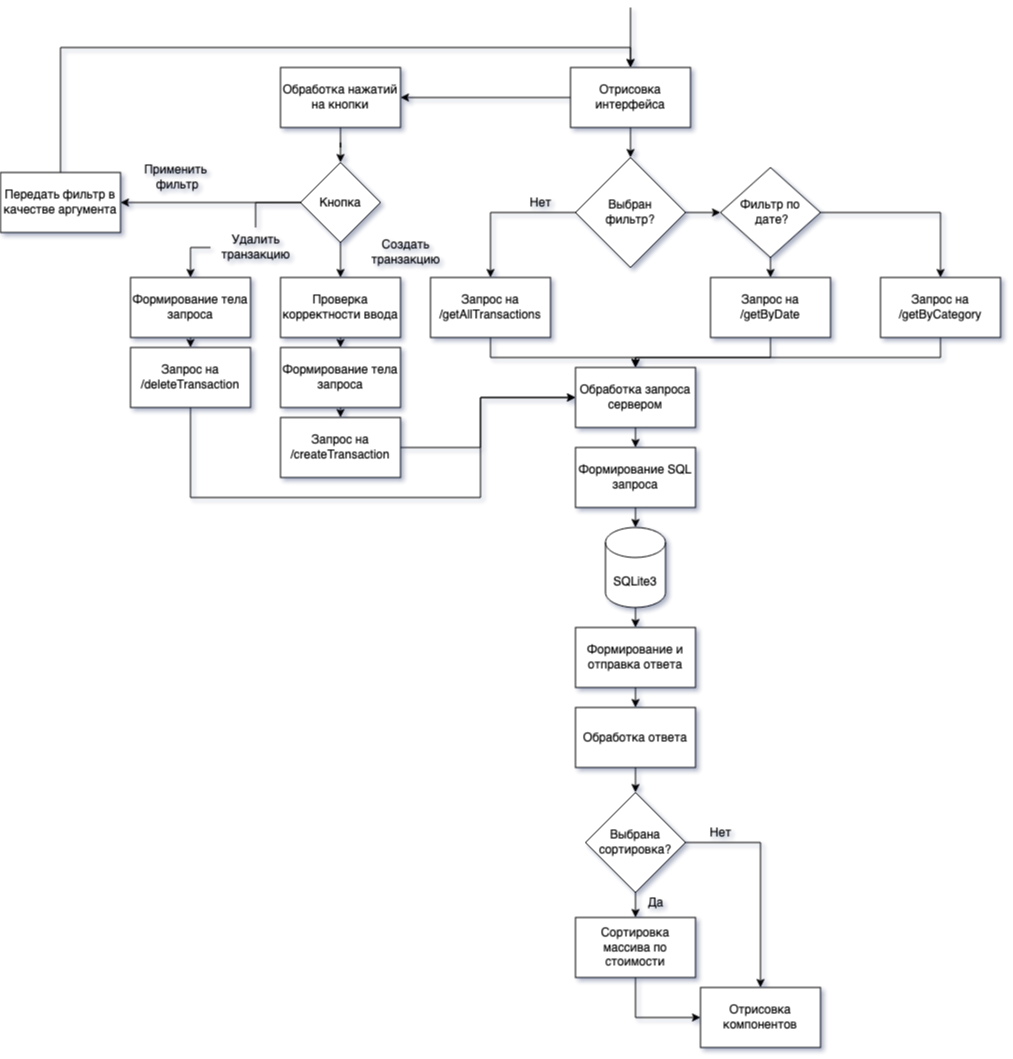 Обработка нажатий
на кнопки
Отрисовка
интерфейса
Применить
фильтр
Передать фильтр в
качестве аргумента
Кнопка
Нет
Выбран
фильтр?
Фильтр по
дате?
Удалить
транзакцию
Создать
транзакцию
Формирование тела
запроса
Проверка
корректности ввода
Запрос на
/getAllTransactions
Запрос на
/getByDate
Запрос на
/getByCategory
Запрос на
/deleteTransaction
Формирование тела
запроса
Обработка запроса
сервером
Запрос на
/createTransaction
Формирование SQL
запроса
SQLite3
Формирование и
отправка ответа
Обработка ответа
Выбрана
сортировка?
Нет
Да
Сортировка
массива по
стоимости
Отрисовка
компонентов